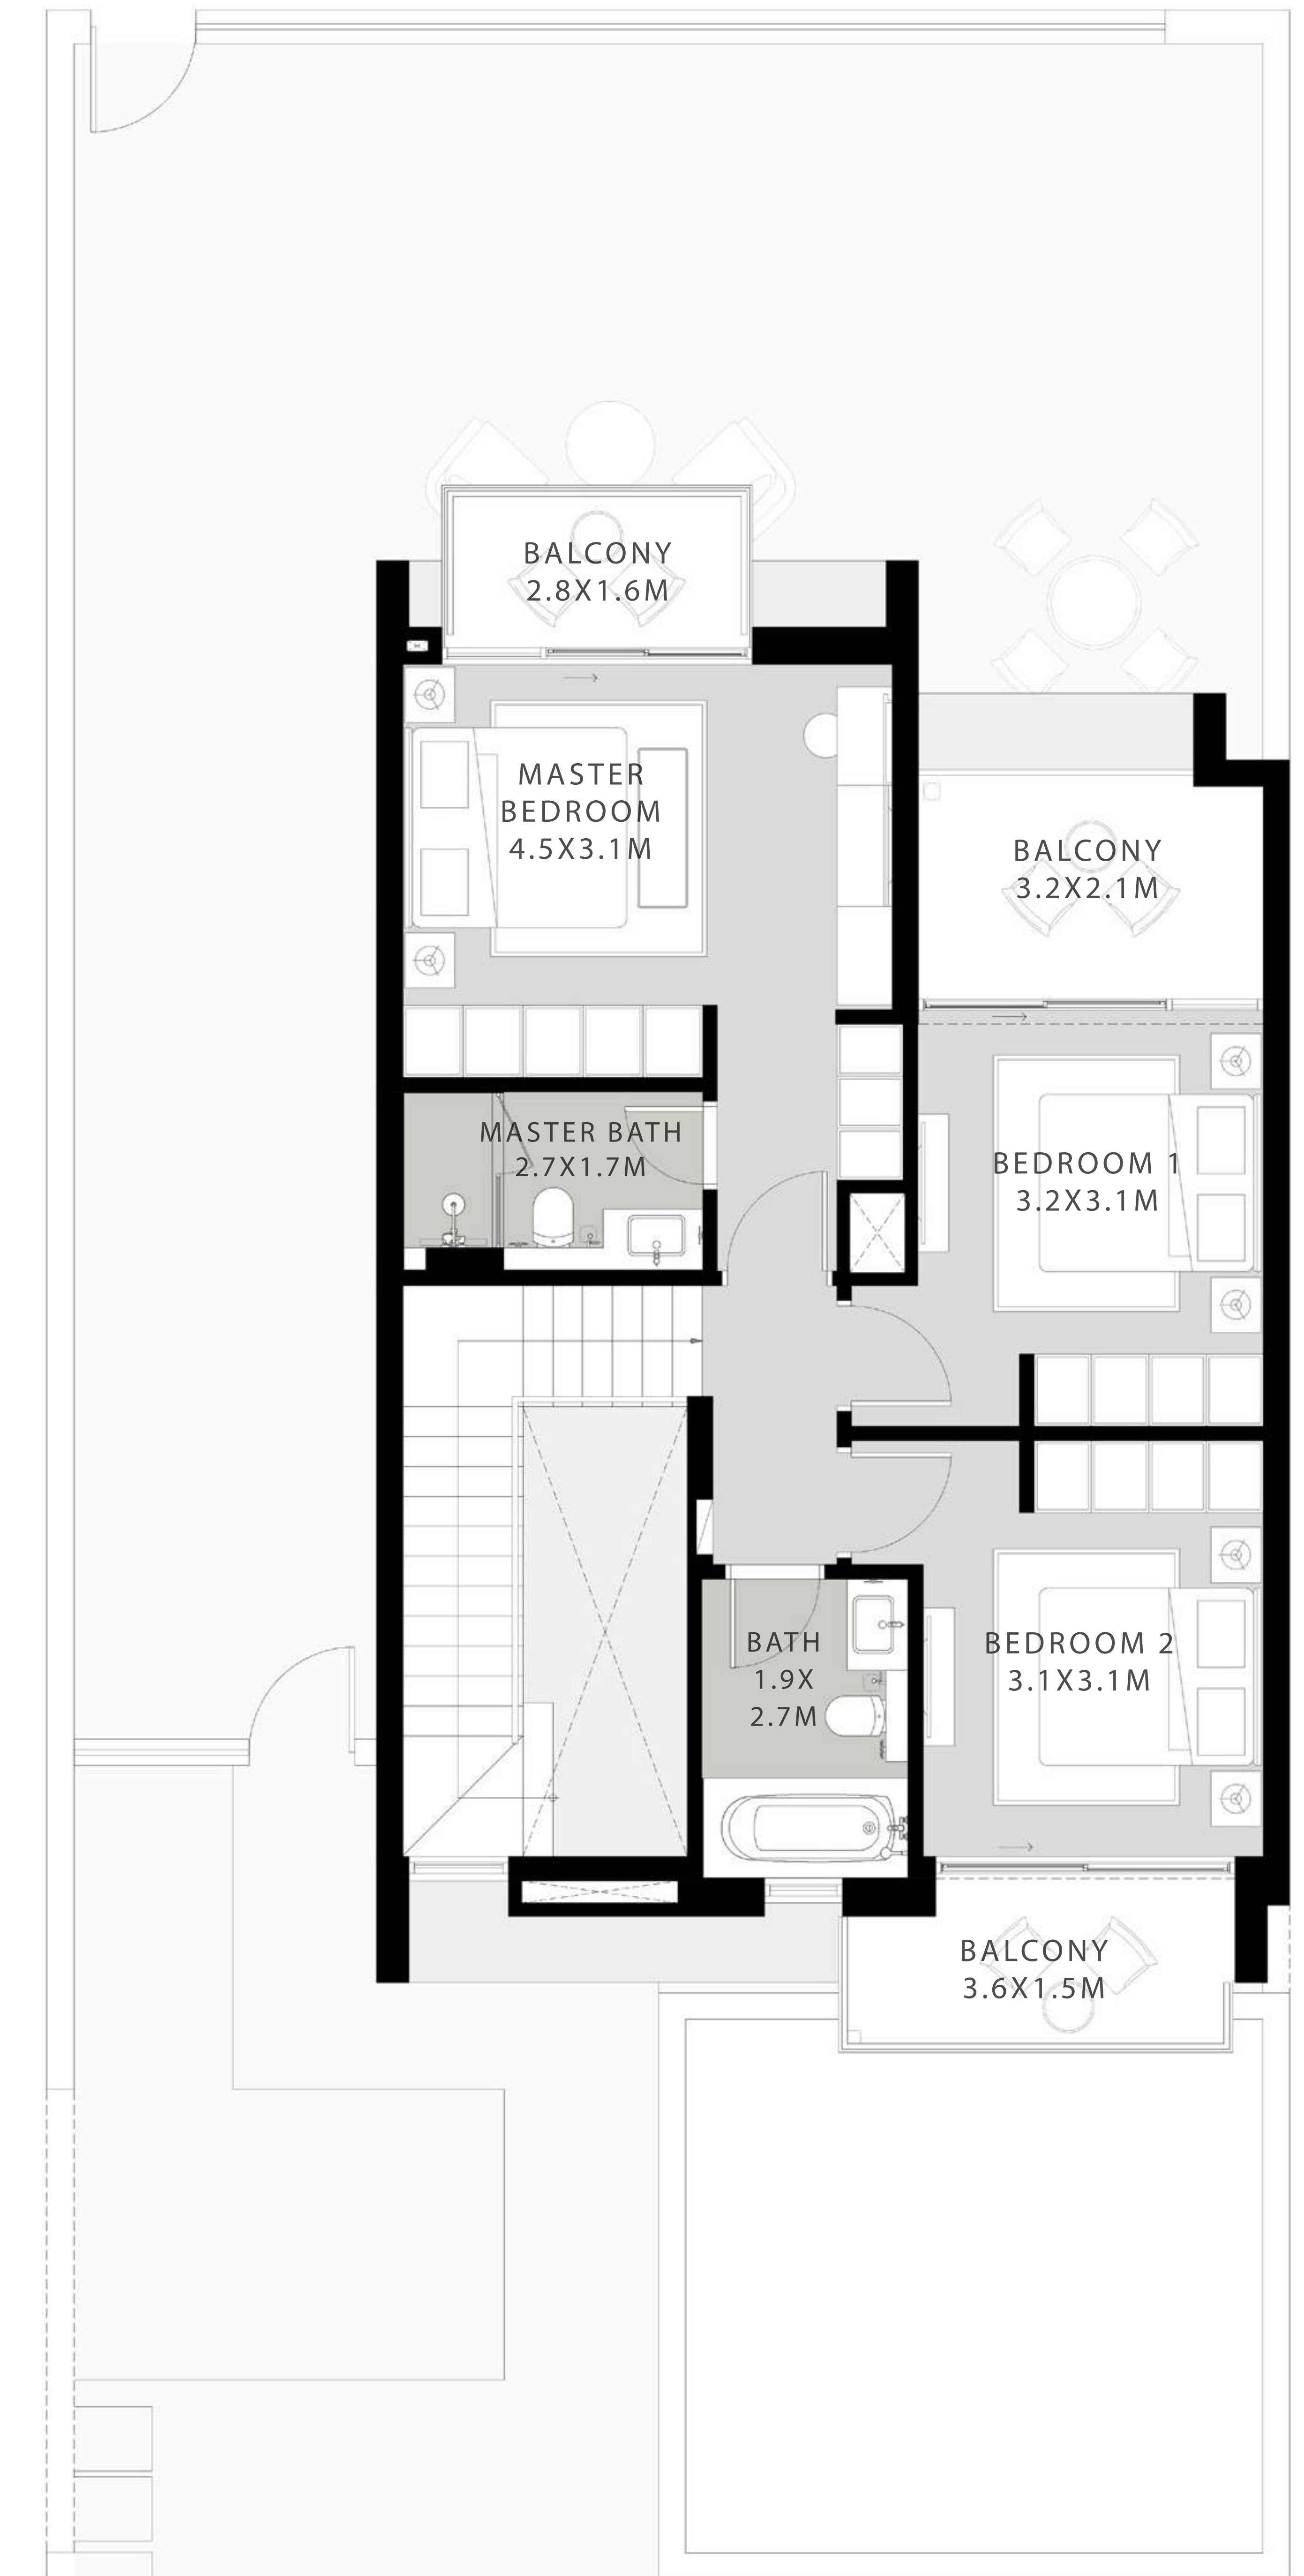 BALCONY
2.8X1.6M
MASTER
BEDROOM
4.5X3.1M
BALCONY
3.2X2.1M
MASTER BATH
2.7X1.7M
BEDROOM 1
3.2X3.1M
BATH
1.9X
2.7M
BEDROOM 2
3.1X3.1M
BALCONY
3.6X1.5M